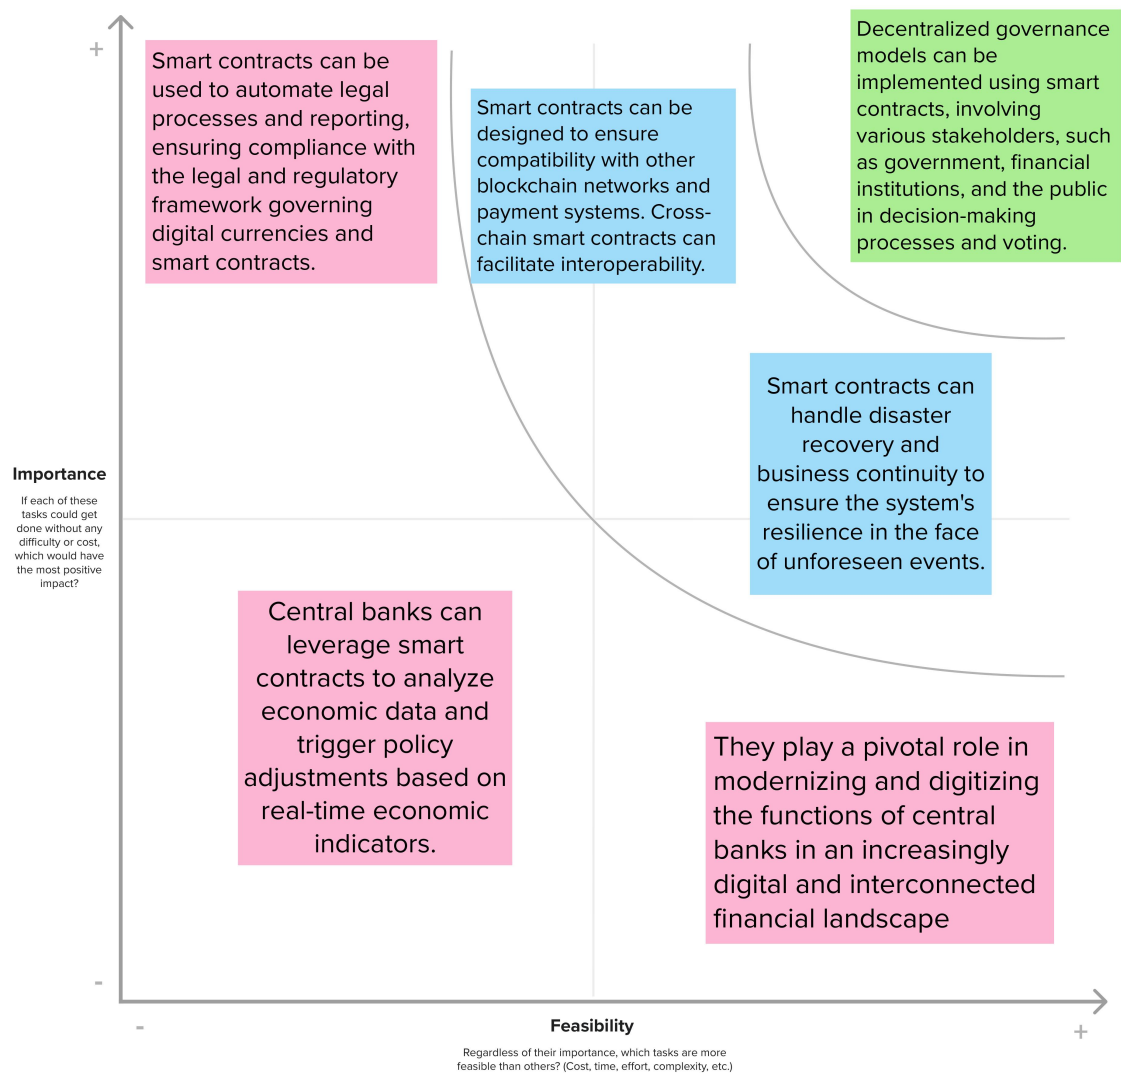 +
Smart contracts can be
used to automate legal
processes and reporting,
ensuring compliance with
the legal and regulatory
framework governing
digital currencies and
smart contracts.
Smart contracts can be
designed to ensure
compatibility with other
blockchain networks and
payment systems. Cross-
chain smart contracts can
facilitate interoperability.
Decentralized governance
models can be
implemented using smart
contracts, involving
various stakeholders, such
as government, financial
institutions, and the public
in decision-making
processes and voting.
Smart contracts can
handle disaster
recovery and
business continuity to
ensure the system's
resilience in the face
of unforeseen events.
Importance
If each of these
tasks could get
done without any
difficulty or cost,
which would have
the most positive
impact?
Central banks can
leverage smart
contracts to analyze
economic data and
trigger policy
adjustments based on
real-time economic
indicators.
They play a pivotal role in
modernizing and digitizing
the functions of central
banks in an increasingly
digital and interconnected
financial landscape
-
-
Feasibility
+
Regardless of their importance, which tasks are more
feasible than others? (Cost, time, effort, complexity, etc.)